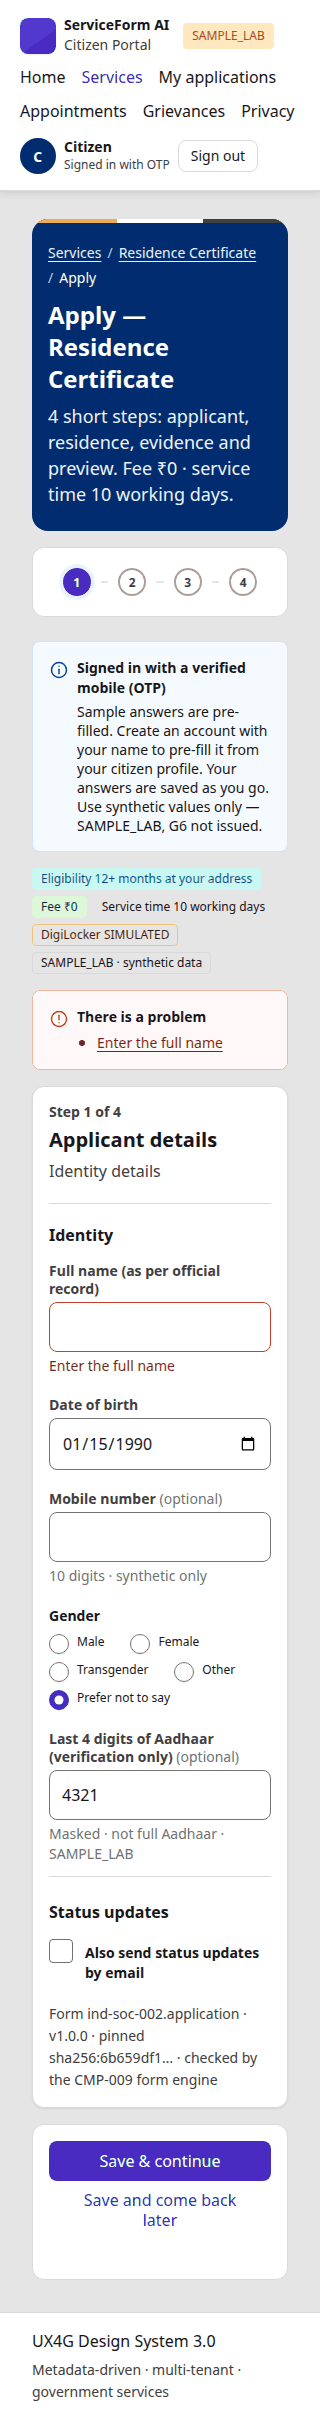 ServiceForm AI
Citizen Portal
SAMPLE_LAB
Home Services My applications
Appointments Grievances Privacy
C
Citizen
Signed in with OTP
Sign out
Services / Residence Certificate
/ Apply
Apply —
Residence
Certificate
4 short steps: applicant,
residence, evidence and
preview. Fee ₹0 · service
time 10 working days.
1 2 3 4
Signed in with a verified
mobile (OTP)
Sample answers are pre-
filled. Create an account with
your name to pre-fill it from
your citizen profile. Your
answers are saved as you go.
Use synthetic values only —
SAMPLE_LAB, G6 not issued.
Eligibility 12+ months at your address
Fee ₹0 Service time 10 working days
DigiLocker SIMULATED
SAMPLE_LAB · synthetic data
There is a problem
Enter the full name
Step 1 of 4
Applicant details
Identity details
Identity
Full name (as per official
record)
Enter the full name
Date of birth
01/15/1990
Mobile number (optional)
10 digits · synthetic only
Gender
Male Female
Transgender Other
Prefer not to say
Last 4 digits of Aadhaar
(verification only) (optional)
4321
Masked · not full Aadhaar ·
SAMPLE_LAB
Status updates
Also send status updates
by email
Form ind-soc-002.application ·
v1.0.0 · pinned
sha256:6b659df1… · checked by
the CMP-009 form engine
Save & continue
Save and come back
later
UX4G Design System 3.0
Metadata-driven · multi-tenant ·
government services